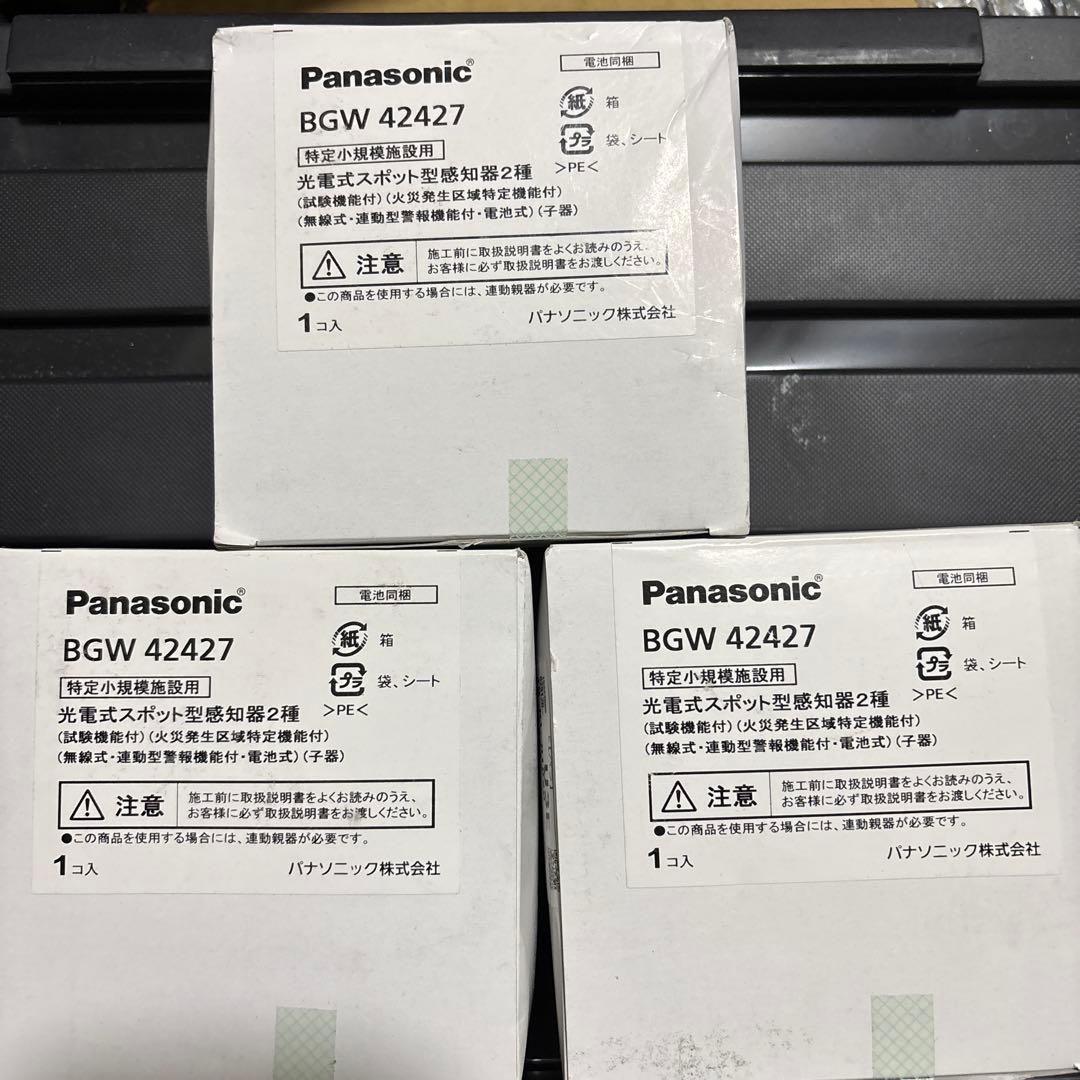 Panasonic®
電池同梱
BGW 42427
紙 箱
プラ 袋、シート
>PE<
特定小規模施設用
光電式スポット型感知器2種
(試験機能付)(火災発生区域特定機能付)
(無線式・連動型警報機能付・電池式)(子器)
注意
施工前に取扱説明書をよくお読みのうえ、
お客様に必ず取扱説明書をお渡しください。
●この商品を使用する場合には、連動親器が必要です。
1コ入
パナソニック株式会社
Panasonic®
電池同梱
BGW 42427
紙 箱
プラ 袋、シート
>PE<
特定小規模施設用
光電式スポット型感知器2種
(試験機能付)(火災発生区域特定機能付)
(無線式・連動型警報機能付・電池式)(子器)
注意
施工前に取扱説明書をよくお読みのうえ、
お客様に必ず取扱説明書をお渡しください。
●この商品を使用する場合には、連動親器が必要です。
1コ入
パナソニック株式会社
Panasonic®
電池同梱
BGW 42427
紙 箱
プラ 袋、シート
>PE<
特定小規模施設用
光電式スポット型感知器2種
(試験機能付)(火災発生区域特定機能付)
(無線式・連動型警報機能付・電池式)(子器)
注意
施工前に取扱説明書をよくお読みのうえ、
お客様に必ず取扱説明書をお渡しください。
●この商品を使用する場合には、連動親器が必要です。
1コ入
パナソニック株式会社